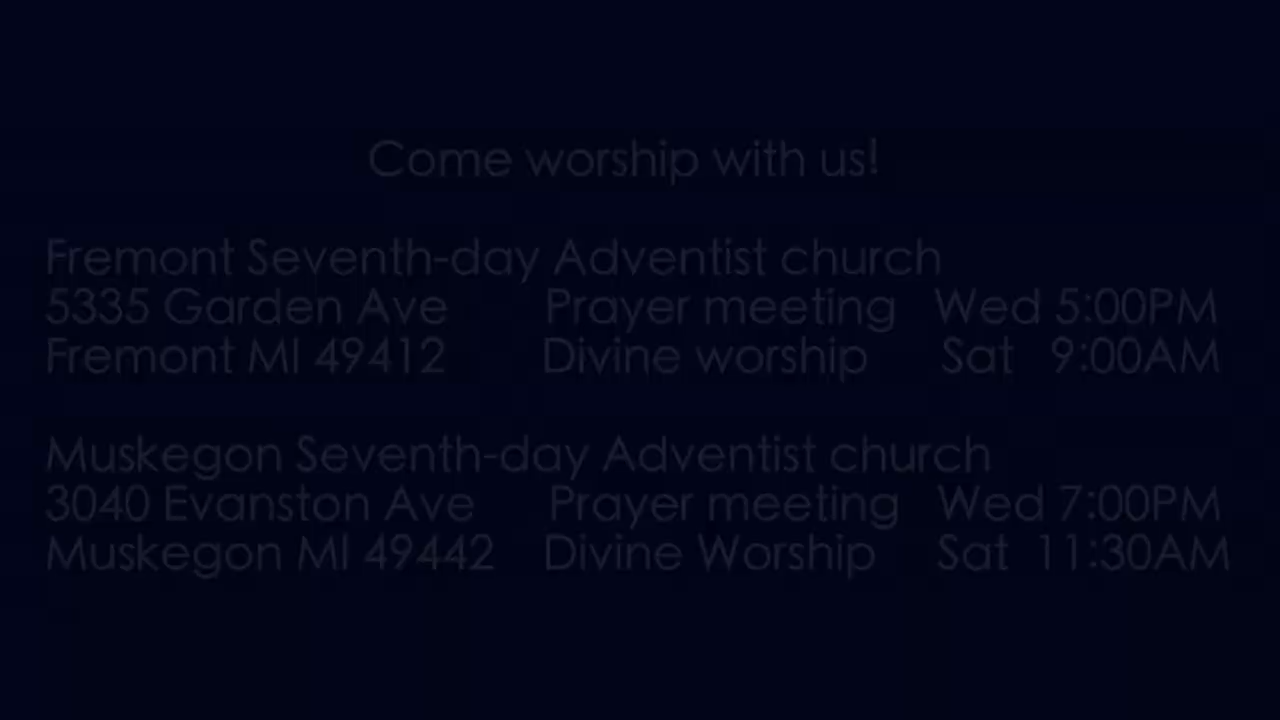 Come worship with us!
Fremont Seventh-day Adventist church
5335 Garden Ave Prayer meeting Wed 5:00PM
Fremont MI 49412 Divine worship Sat 9:00AM
Muskegon Seventh-day Adventist church
3040 Evanston Ave Prayer meeting Wed 7:00PM
Muskegon MI 49442 Divine Worship Sat 11:30AM